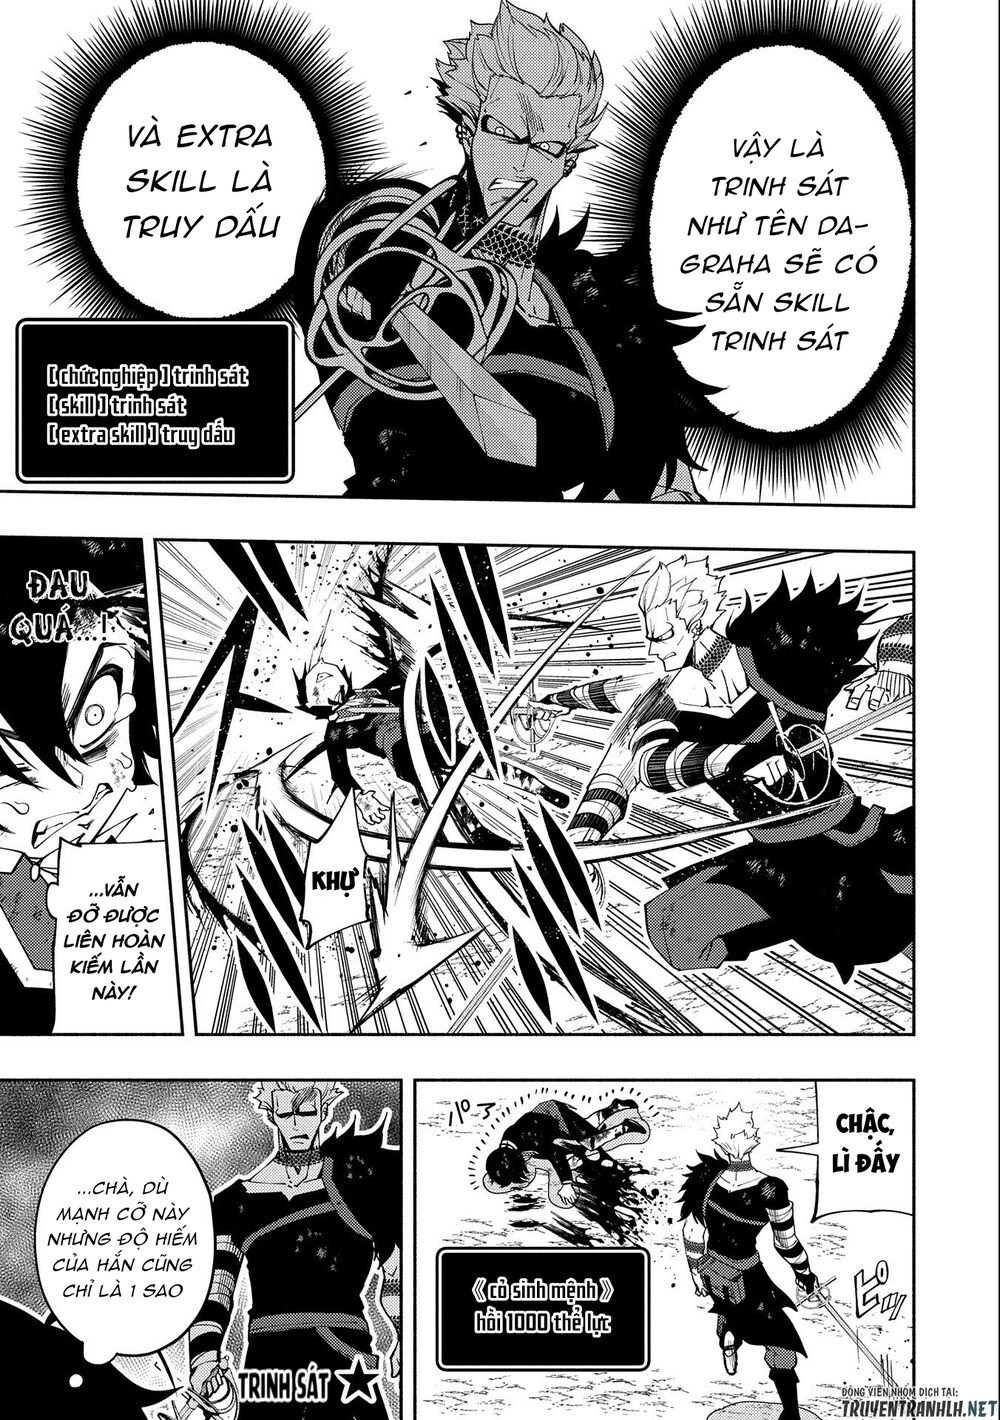 VẬY LÀ
TRINH SÁT
NHƯ TÊN DA-
GRAHA SẼ CÓ
SẴN SKILL
TRINH SÁT
VÀ EXTRA
SKILL LÀ
TRUY DẤU
[ chức nghiệp ] trinh sát
[ skill ] trinh sát
[ extra skill ] truy dấu
KHỰ
ĐAU
QUÁ...!
...VẪN
ĐỠ ĐƯỢC
LIÊN HOÀN
KIẾM LẦN
NÀY!
CHẬC,
LÌ ĐẤY
《 cỏ sinh mệnh 》
hồi 1000 thể lực
...CHÀ, DÙ
MẠNH CỠ NÀY
NHƯNG ĐỘ HIẾM
CỦA HẮN CŨNG
CHỈ LÀ 1 SAO
TRINH SÁT ☆
ĐỘNG VIÊN NHÓM DỊCH TẠI:
TRUYENTRANHLH.NET